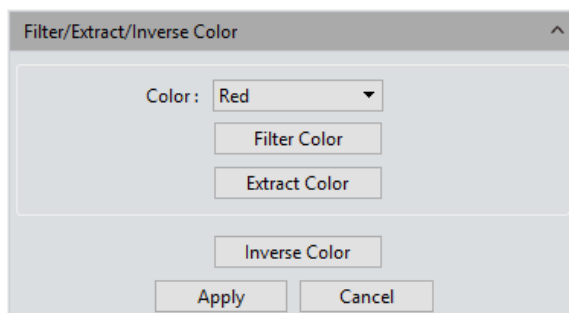 Filter/Extract/Inverse Color
Color : Red
Filter Color
Extract Color
Inverse Color
Apply Cancel